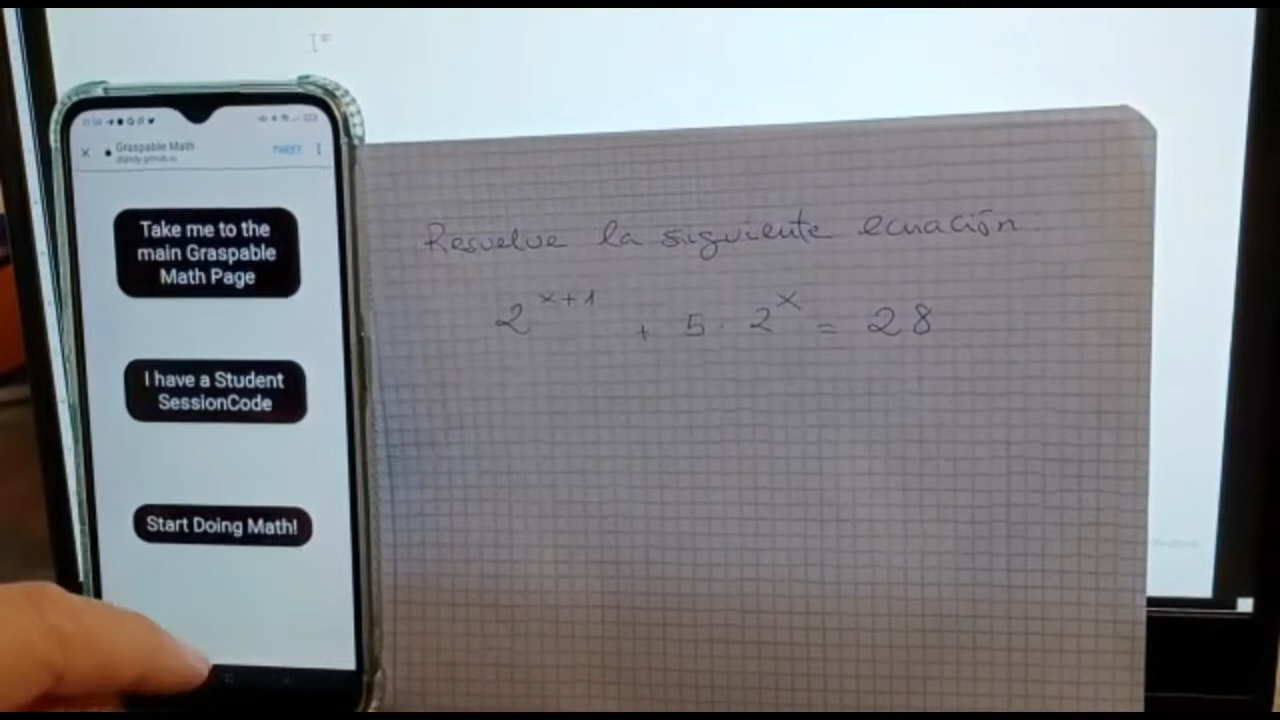 Graspable Math
TWEET
Take me to the
main Graspable
Math Page
I have a Student
SessionCode
Start Doing Math!
Resuelve la siguiente ecuación:
2^{x+1} + 5 · 2^x = 28